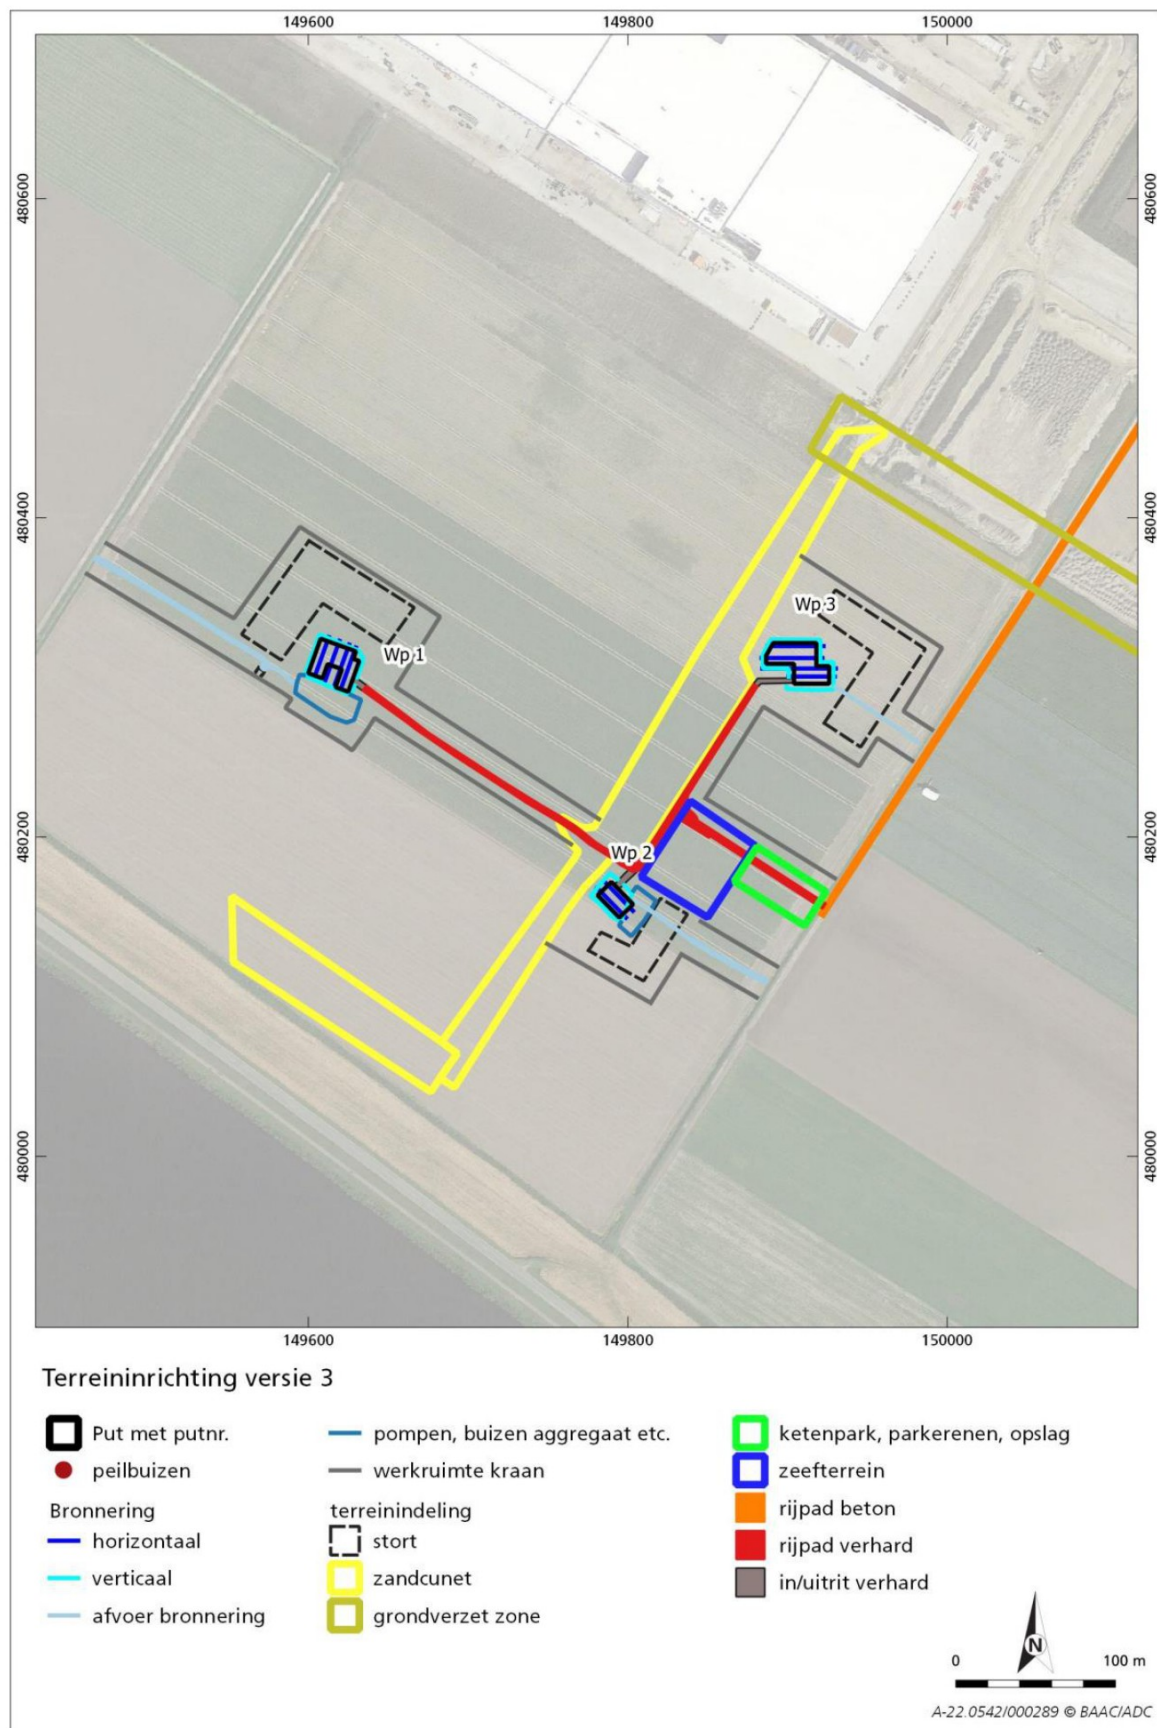 149600 149800 150000
480600 480600
480400 480400
Wp 3
Wp 1
480200 480200
Wp 2
480000 480000
149600 149800 150000
Terreininrichting versie 3
Put met putnr.
peilbuizen
Bronnering
horizontaal
verticaal
afvoer bronnering
pompen, buizen aggregaat etc.
werkruimte kraan
terreinindeling
stort
zandcunet
grondverzet zone
ketenpark, parkerenen, opslag
zeefterrein
rijpad beton
rijpad verhard
in/uitrit verhard
N
0 100 m
A-22.0542/000289 © BAAC/ADC